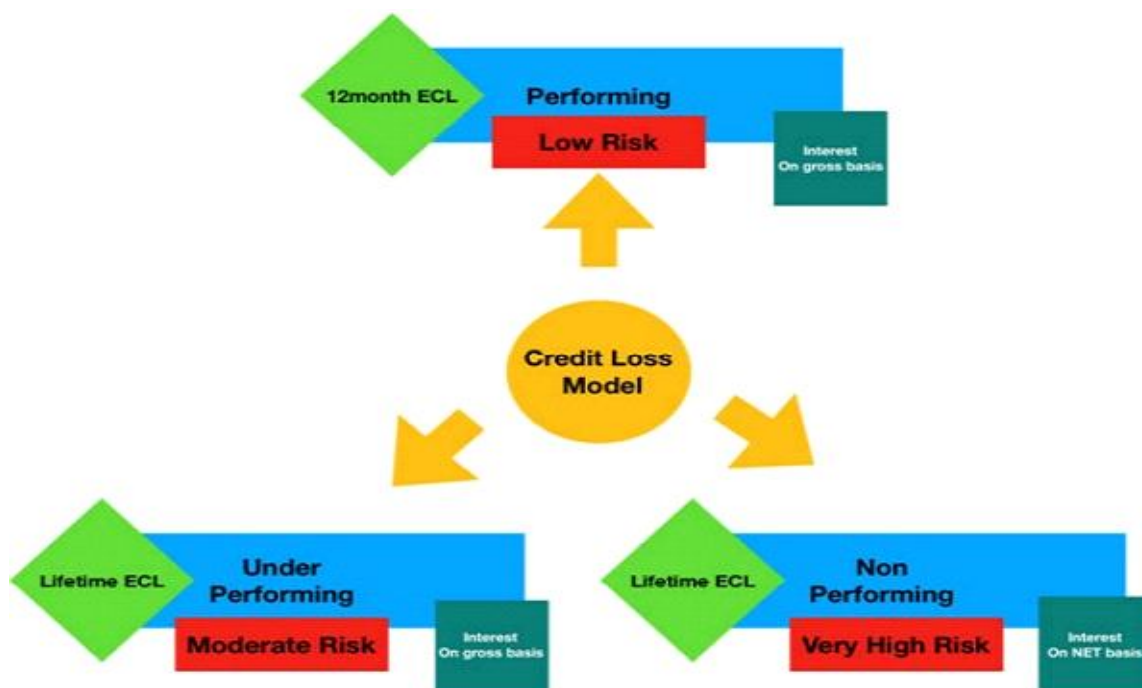 12month ECL
Performing
Low Risk
Interest
On gross basis
Credit Loss
Model
Lifetime ECL
Under
Performing
Moderate Risk
Interest
On gross basis
Lifetime ECL
Non
Performing
Very High Risk
Interest
On NET basis